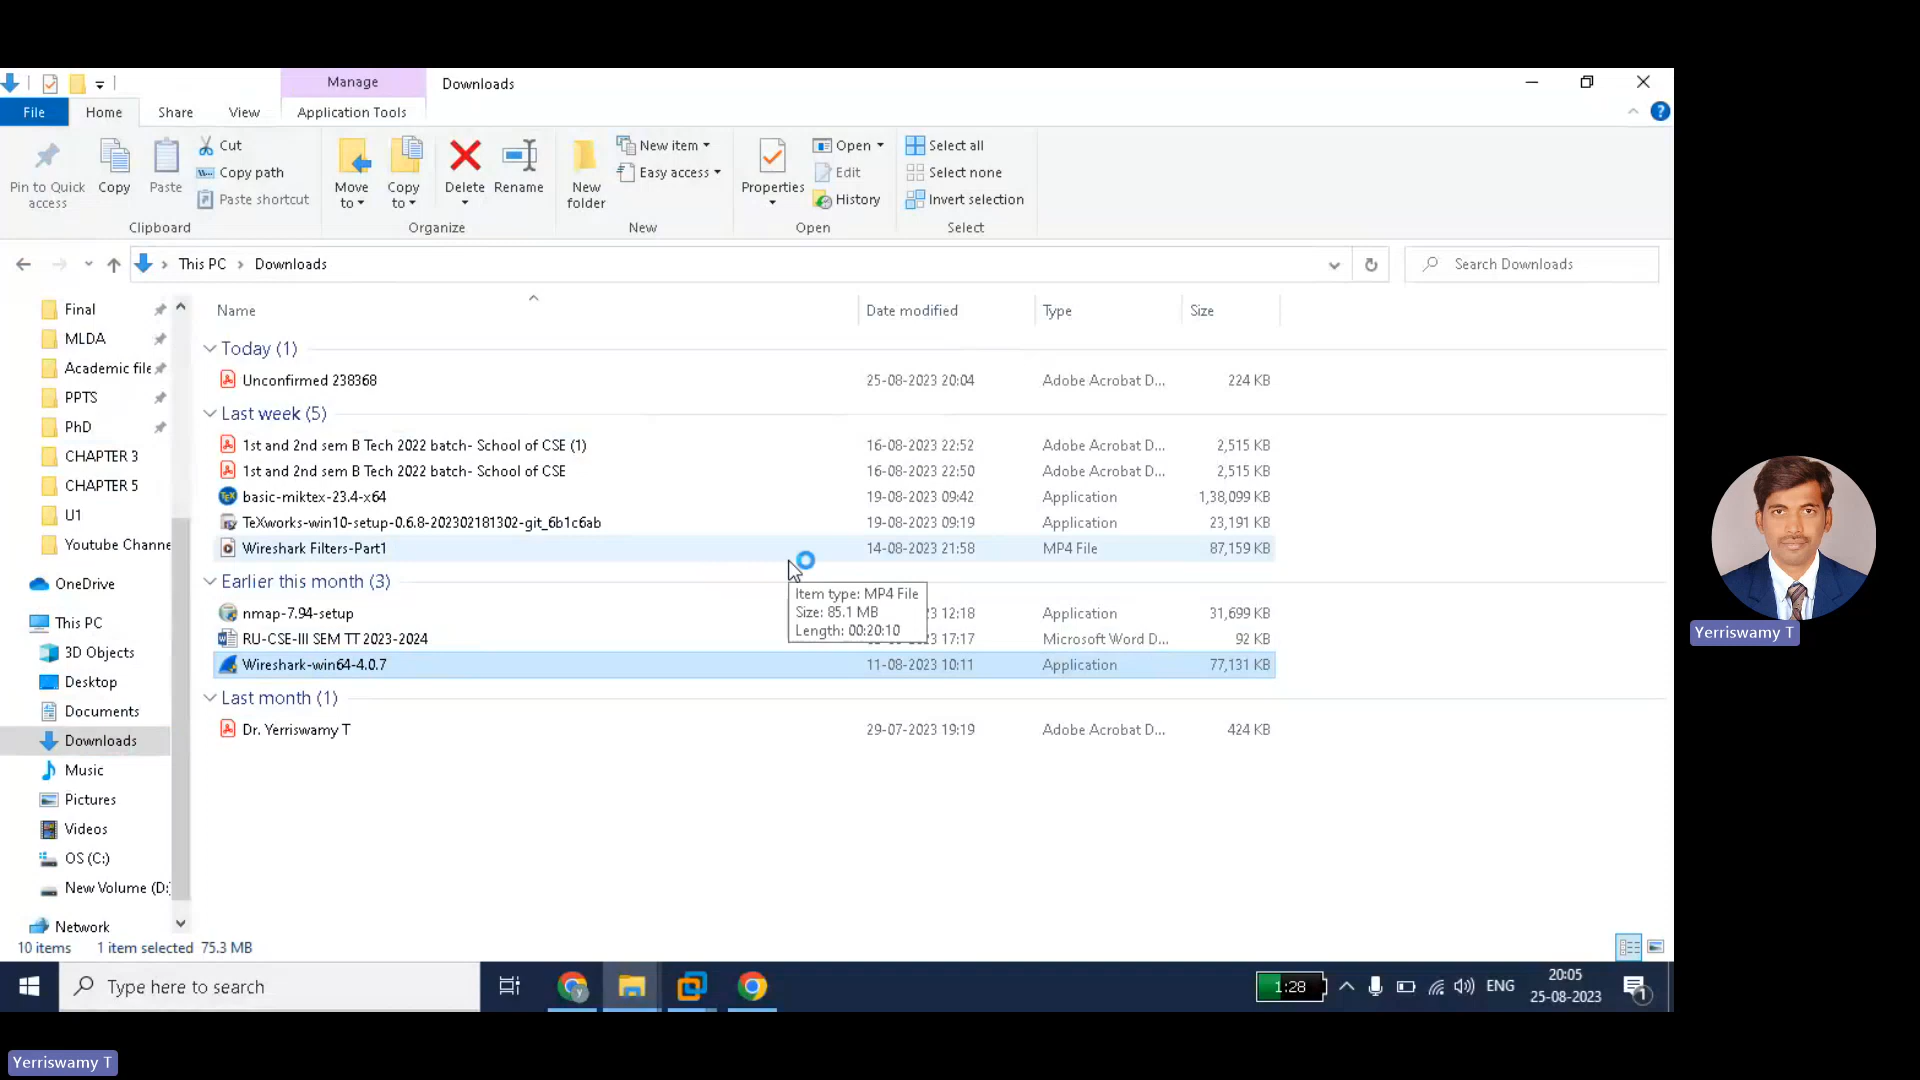 Manage
Downloads
File
Home
Share
View
Application Tools
Pin to Quick access
Copy
Paste
Cut
Copy path
Paste shortcut
Clipboard
Move to
Copy to
Delete
Rename
Organize
New folder
New item
Easy access
New
Properties
Open
Edit
History
Open
Select all
Select none
Invert selection
Select
This PC
Downloads
Search Downloads
Final
MLDA
Academic file
PPTS
PhD
CHAPTER 3
CHAPTER 5
U1
Youtube Channe
OneDrive
This PC
3D Objects
Desktop
Documents
Downloads
Music
Pictures
Videos
OS (C:)
New Volume (D:)
Network
Name Date modified Type Size
Today (1)
Unconfirmed 238368 25-08-2023 20:04 Adobe Acrobat D... 224 KB
Last week (5)
1st and 2nd sem B Tech 2022 batch- School of CSE (1) 16-08-2023 22:52 Adobe Acrobat D... 2,515 KB
1st and 2nd sem B Tech 2022 batch- School of CSE 16-08-2023 22:50 Adobe Acrobat D... 2,515 KB
basic-miktex-23.4-x64 19-08-2023 09:42 Application 1,38,099 KB
TeXworks-win10-setup-0.6.8-202302181302-git_6b1c6ab 19-08-2023 09:19 Application 23,191 KB
Wireshark Filters-Part1 14-08-2023 21:58 MP4 File 87,159 KB
Earlier this month (3)
nmap-7.94-setup 23 12:18 Application 31,699 KB
RU-CSE-III SEM TT 2023-2024 17:17 Microsoft Word D... 92 KB
Wireshark-win64-4.0.7 11-08-2023 10:11 Application 77,131 KB
Last month (1)
Dr. Yerriswamy T 29-07-2023 19:19 Adobe Acrobat D... 424 KB
Item type: MP4 File
Size: 85.1 MB
Length: 00:20:10
10 items 1 item selected 75.3 MB
Type here to search
1:28
ENG
20:05
25-08-2023
1
Yerriswamy T
Yerriswamy T